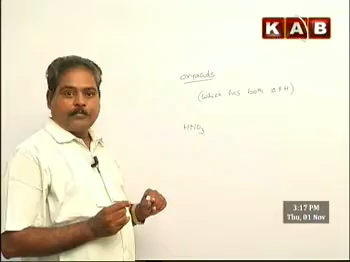 KAB
oxyacids
(which has both O & H)
HNO3
3:17 PM
Thu, 01 Nov